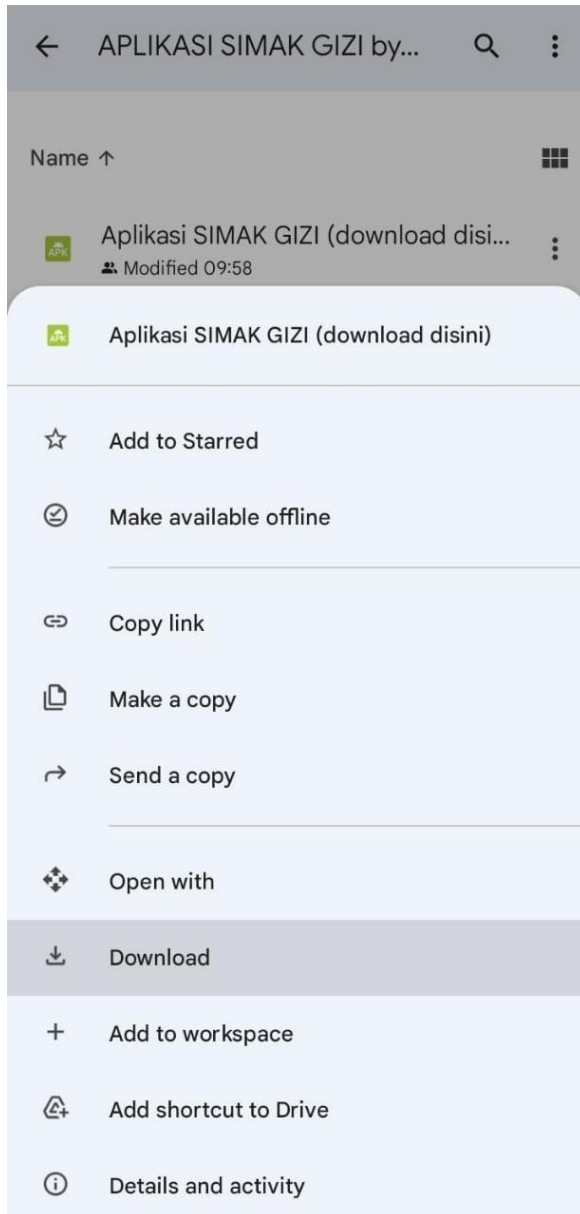 APLIKASI SIMAK GIZI by...
Name ↑
Aplikasi SIMAK GIZI (download disi...
Modified 09:58
Aplikasi SIMAK GIZI (download disini)
Add to Starred
Make available offline
Copy link
Make a copy
Send a copy
Open with
Download
Add to workspace
Add shortcut to Drive
Details and activity